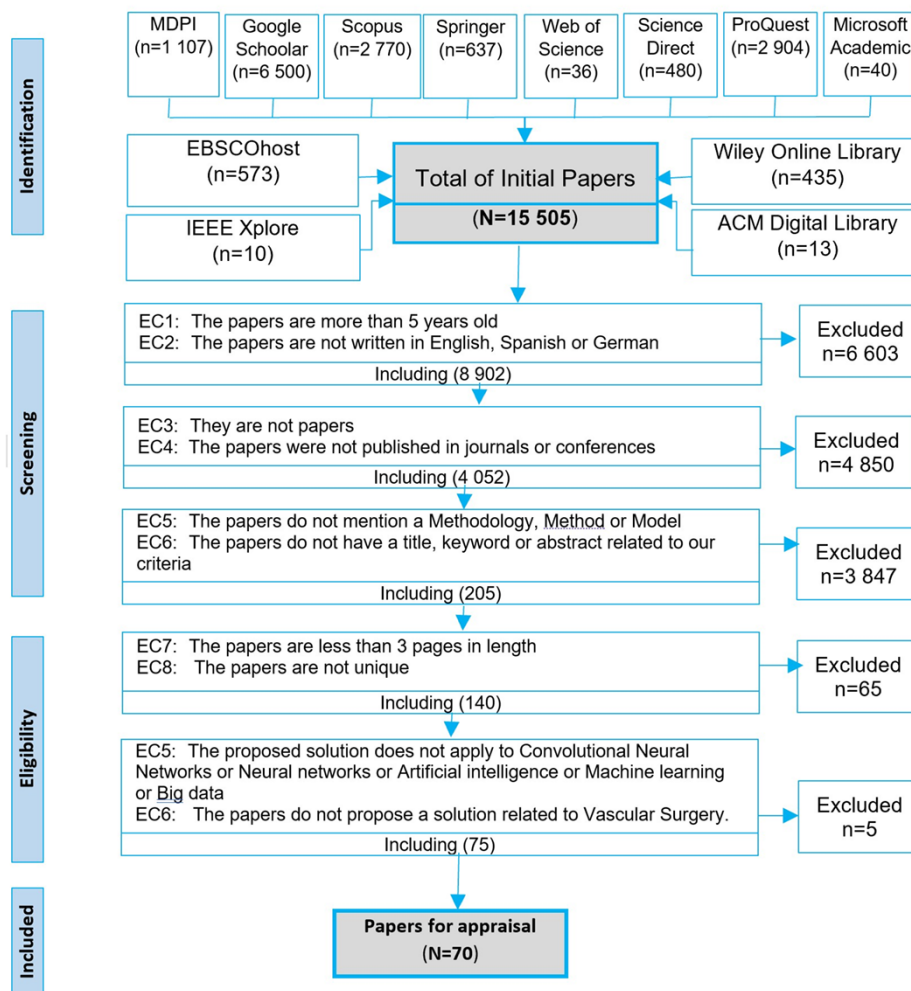 MDPI
(n=1 107)
Google
Schoolar
(n=6 500)
Scopus
(n=2 770)
Springer
(n=637)
Web of
Science
(n=36)
Science
Direct
(n=480)
ProQuest
(n=2 904)
Microsoft
Academic
(n=40)
Identification
EBSCOhost
(n=573)
Total of Initial Papers
(N=15 505)
Wiley Online Library
(n=435)
IEEE Xplore
(n=10)
ACM Digital Library
(n=13)
Screening
EC1: The papers are more than 5 years old
EC2: The papers are not written in English, Spanish or German
Including (8 902)
Excluded
n=6 603
EC3: They are not papers
EC4: The papers were not published in journals or conferences
Including (4 052)
Excluded
n=4 850
EC5: The papers do not mention a Methodology, Method or Model
EC6: The papers do not have a title, keyword or abstract related to our
criteria
Including (205)
Excluded
n=3 847
Eligibility
EC7: The papers are less than 3 pages in length
EC8: The papers are not unique
Including (140)
Excluded
n=65
EC5: The proposed solution does not apply to Convolutional Neural
Networks or Neural networks or Artificial intelligence or Machine learning
or Big data
EC6: The papers do not propose a solution related to Vascular Surgery.
Including (75)
Excluded
n=5
Included
Papers for appraisal
(N=70)